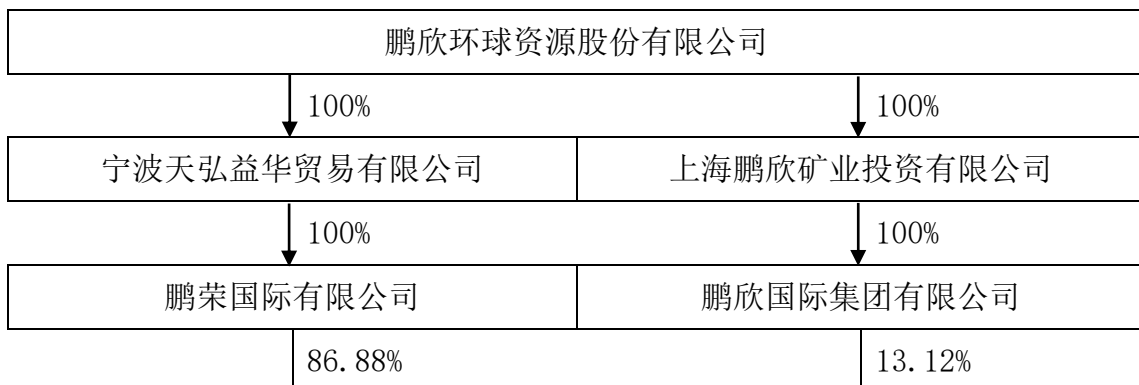 鹏欣环球资源股份有限公司
100% 100%
宁波天弘益华贸易有限公司 上海鹏欣矿业投资有限公司
100% 100%
鹏荣国际有限公司 鹏欣国际集团有限公司
86.88% 13.12%